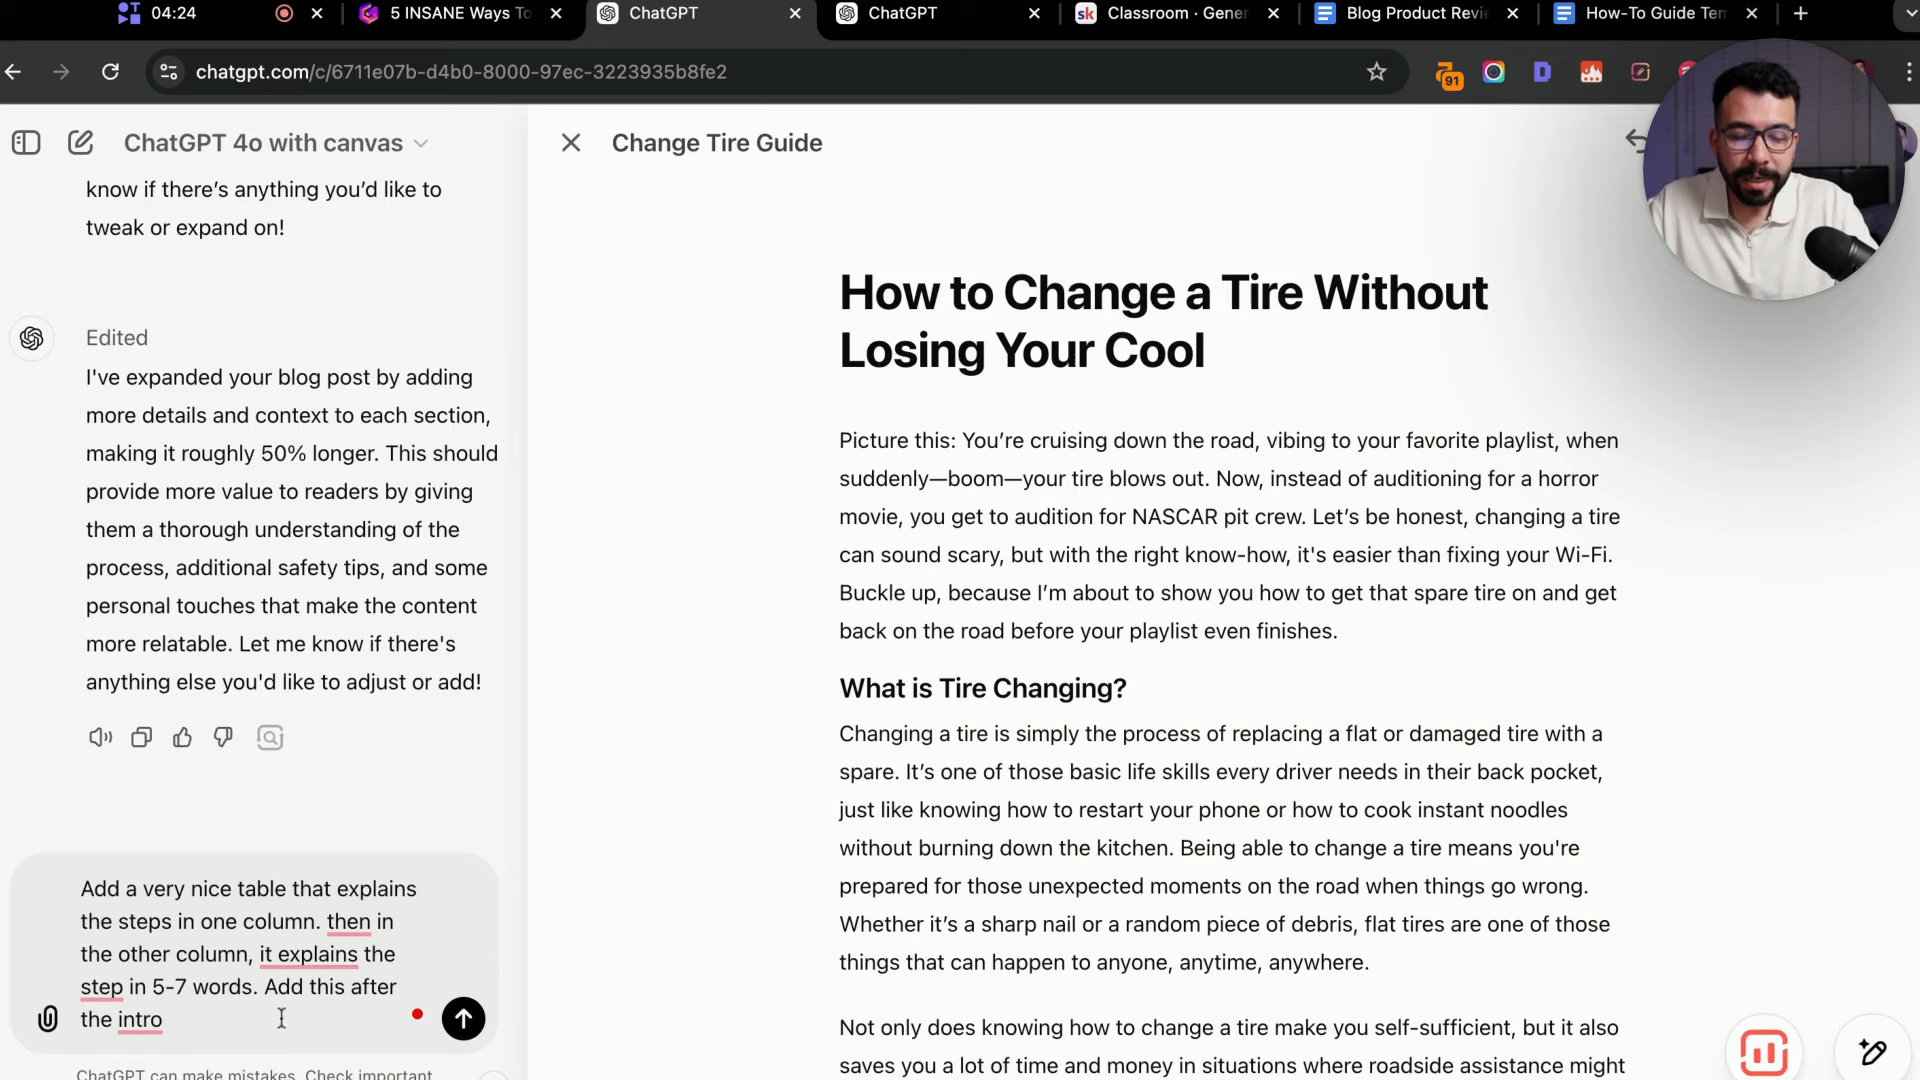 04:24
5 INSANE Ways To
ChatGPT
ChatGPT
sk
Classroom · Gener
Blog Product Revi
How-To Guide Tem
chatgpt.com/c/6711e07b-d4b0-8000-97ec-3223935b8fe2
91
D
ChatGPT 4o with canvas
Change Tire Guide
know if there’s anything you’d like to
tweak or expand on!
Edited
I've expanded your blog post by adding
more details and context to each section,
making it roughly 50% longer. This should
provide more value to readers by giving
them a thorough understanding of the
process, additional safety tips, and some
personal touches that make the content
more relatable. Let me know if there's
anything else you'd like to adjust or add!
Add a very nice table that explains
the steps in one column. then in
the other column, it explains the
step in 5-7 words. Add this after
the intro
ChatGPT can make mistakes. Check important
How to Change a Tire Without
Losing Your Cool
Picture this: You’re cruising down the road, vibing to your favorite playlist, when
suddenly—boom—your tire blows out. Now, instead of auditioning for a horror
movie, you get to audition for NASCAR pit crew. Let’s be honest, changing a tire
can sound scary, but with the right know-how, it's easier than fixing your Wi-Fi.
Buckle up, because I’m about to show you how to get that spare tire on and get
back on the road before your playlist even finishes.
What is Tire Changing?
Changing a tire is simply the process of replacing a flat or damaged tire with a
spare. It’s one of those basic life skills every driver needs in their back pocket,
just like knowing how to restart your phone or how to cook instant noodles
without burning down the kitchen. Being able to change a tire means you're
prepared for those unexpected moments on the road when things go wrong.
Whether it’s a sharp nail or a random piece of debris, flat tires are one of those
things that can happen to anyone, anytime, anywhere.
Not only does knowing how to change a tire make you self-sufficient, but it also
saves you a lot of time and money in situations where roadside assistance might